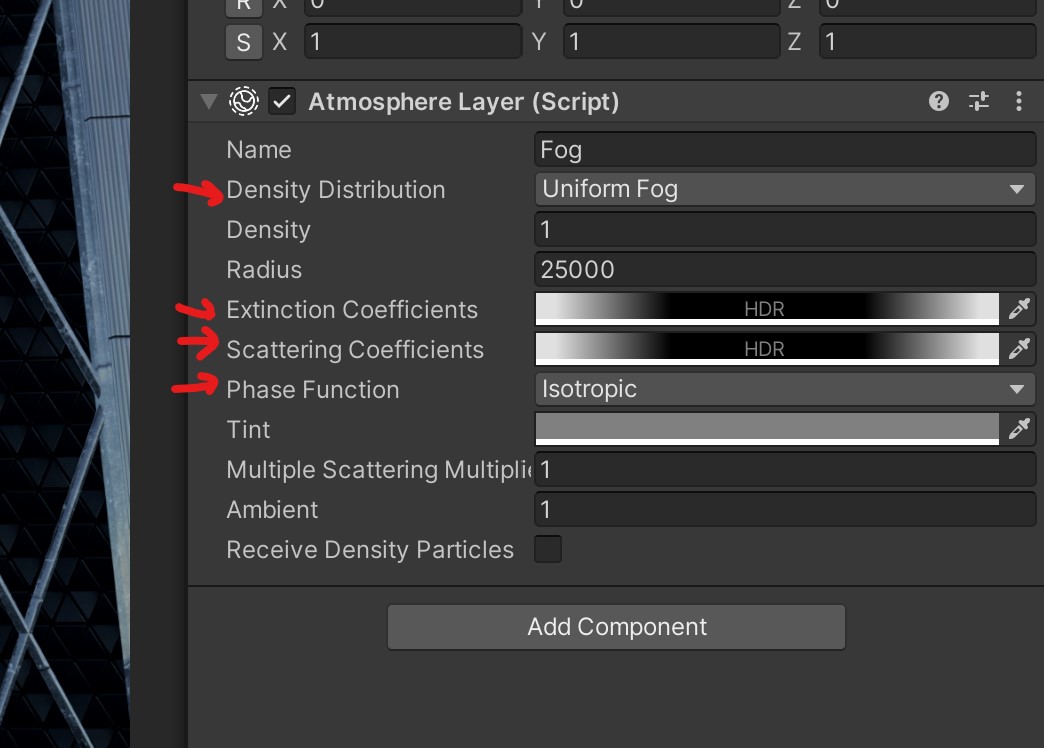 R X 0 Y 0 Z 0
S X 1 Y 1 Z 1
Atmosphere Layer (Script)
Name Fog
Density Distribution Uniform Fog
Density 1
Radius 25000
Extinction Coefficients HDR
Scattering Coefficients HDR
Phase Function Isotropic
Tint
Multiple Scattering Multiplie 1
Ambient 1
Receive Density Particles
Add Component